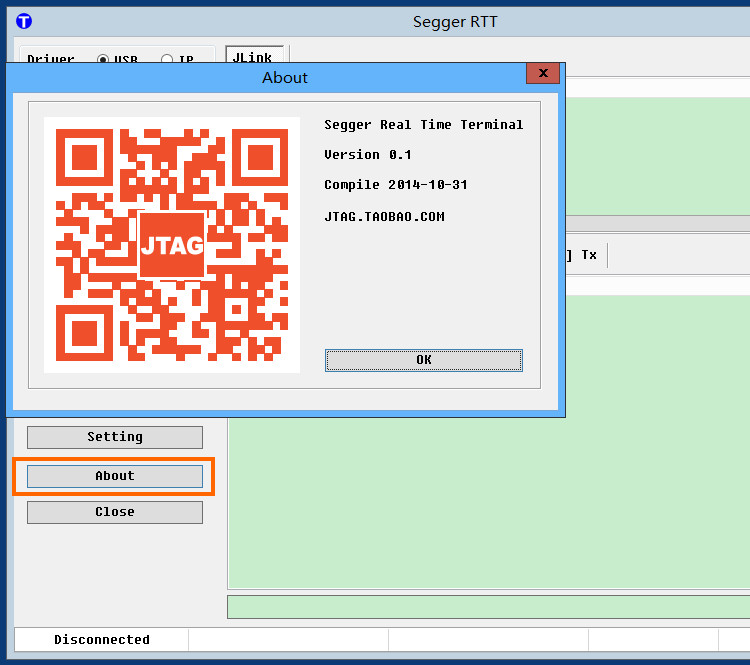 Segger RTT
Driver USB IP JLink
About
x
Segger Real Time Terminal
Version 0.1
Compile 2014-10-31
JTAG.TAOBAO.COM
JTAG
OK
] Tx
Setting
About
Close
Disconnected